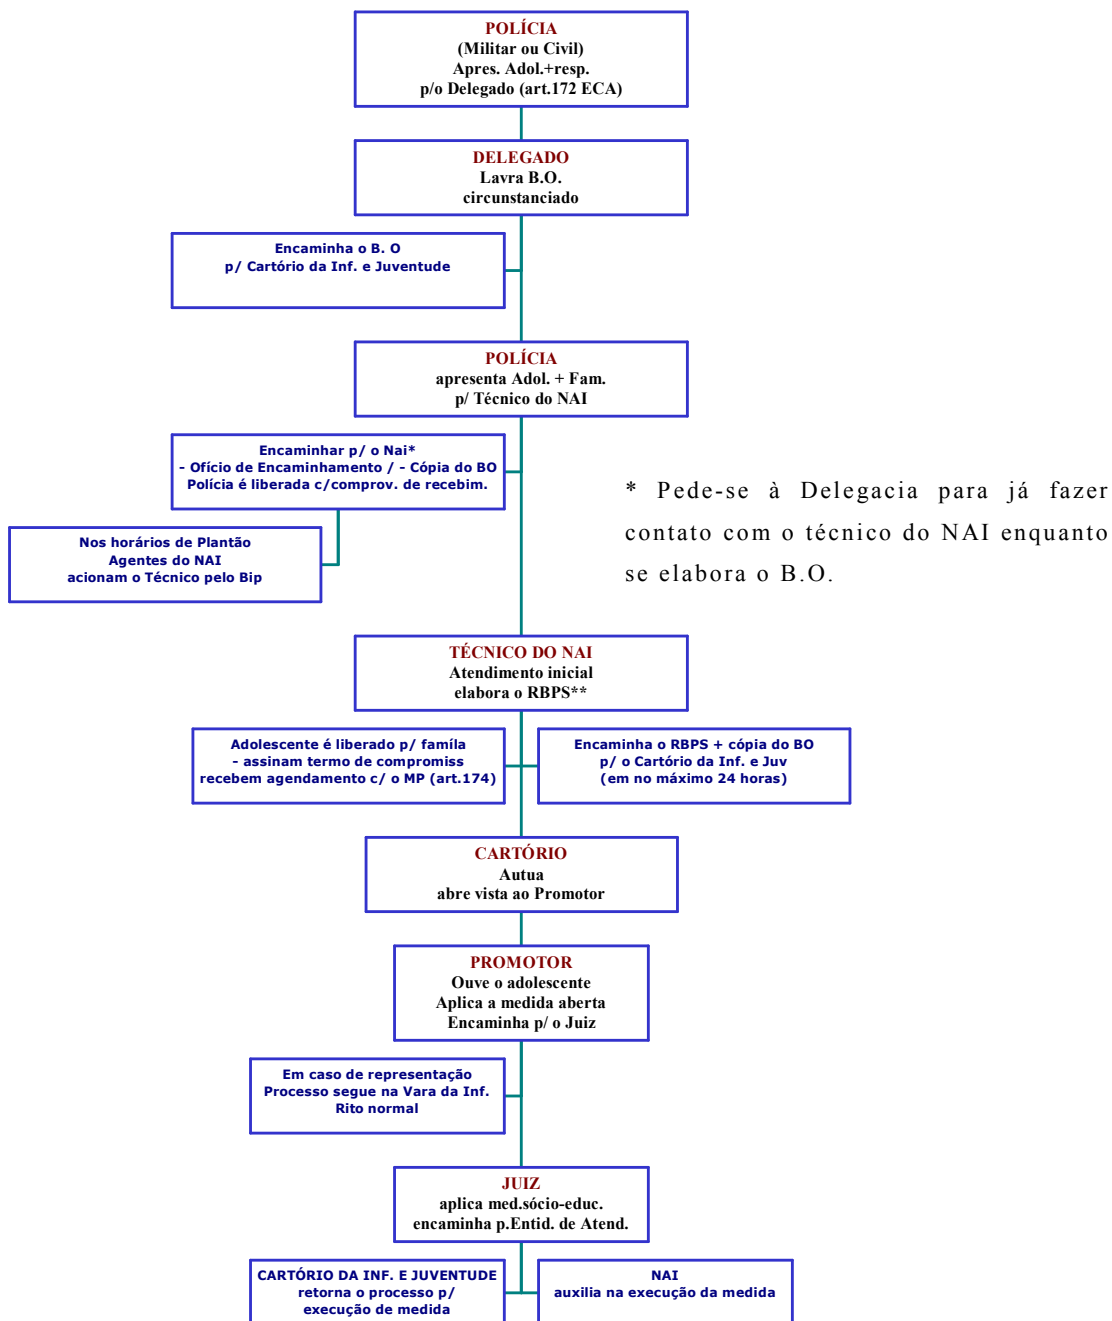 POLÍCIA
(Militar ou Civil)
Apres. Adol.+resp.
p/o Delegado (art.172 ECA)
DELEGADO
Lavra B.O.
circunstanciado
Encaminha o B. O
p/ Cartório da Inf. e Juventude
POLÍCIA
apresenta Adol. + Fam.
p/ Técnico do NAI
Encaminhar p/ o Nai*
- Ofício de Encaminhamento / - Cópia do BO
Polícia é liberada c/comprov. de recebim.
* Pede-se à Delegacia para já fazer
contato com o técnico do NAI enquanto
se elabora o B.O.
Nos horários de Plantão
Agentes do NAI
acionam o Técnico pelo Bip
TÉCNICO DO NAI
Atendimento inicial
elabora o RBPS**
Adolescente é liberado p/ famíla
- assinam termo de compromiss
recebem agendamento c/ o MP (art.174)
Encaminha o RBPS + cópia do BO
p/ o Cartório da Inf. e Juv
(em no máximo 24 horas)
CARTÓRIO
Autua
abre vista ao Promotor
PROMOTOR
Ouve o adolescente
Aplica a medida aberta
Encaminha p/ o Juiz
Em caso de representação
Processo segue na Vara da Inf.
Rito normal
JUIZ
aplica med.sócio-educ.
encaminha p.Entid. de Atend.
CARTÓRIO DA INF. E JUVENTUDE
retorna o processo p/
execução de medida
NAI
auxilia na execução da medida